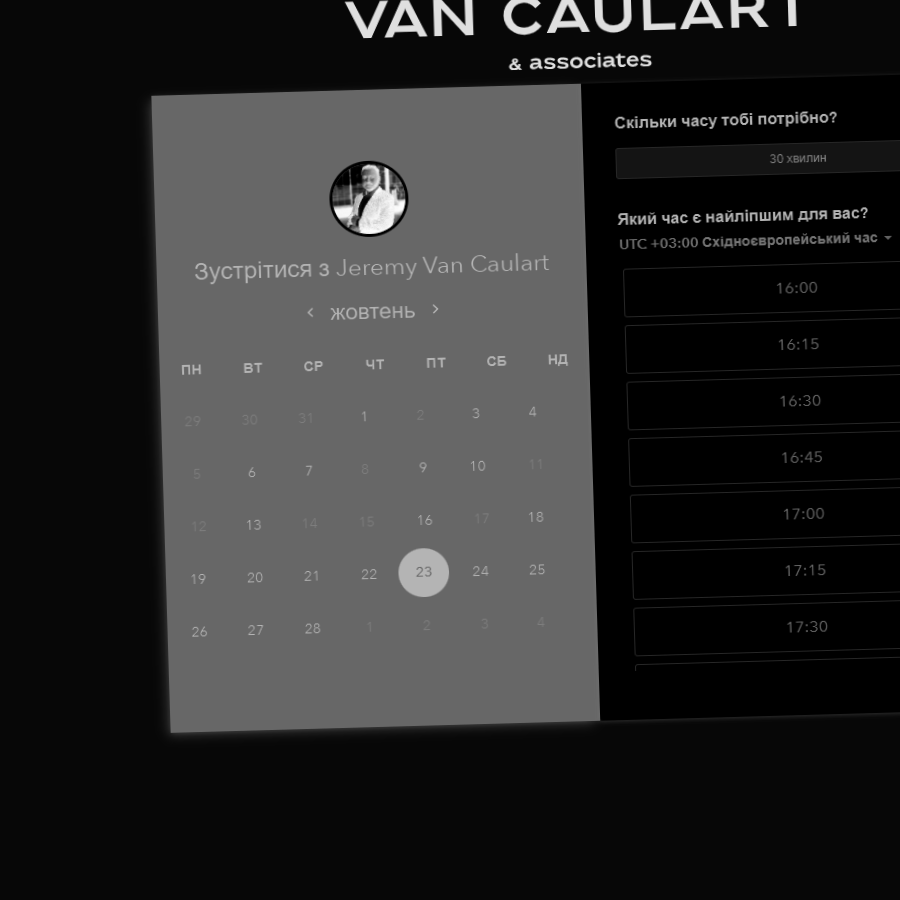 VAN CAULART
& associates
Зустрітися з Jeremy Van Caulart
жовтень
ПН ВТ СР ЧТ ПТ СБ НД
29 30 31 1 2 3 4
5 6 7 8 9 10 11
12 13 14 15 16 17 18
19 20 21 22 23 24 25
26 27 28 1 2 3 4
Скільки часу тобі потрібно?
30 хвилин
Який час є найліпшим для вас?
UTC +03:00 Східноєвропейський час
16:00
16:15
16:30
16:45
17:00
17:15
17:30